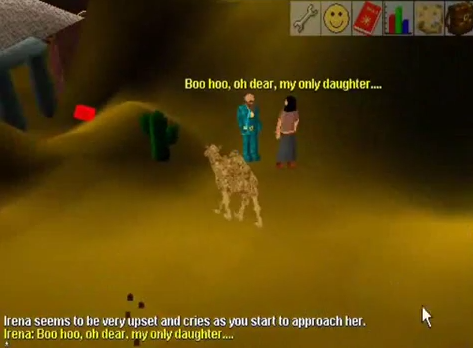 Boo hoo, oh dear, my only daughter....
Irena seems to be very upset and cries as you start to approach her.
Irena: Boo hoo, oh dear, my only daughter....